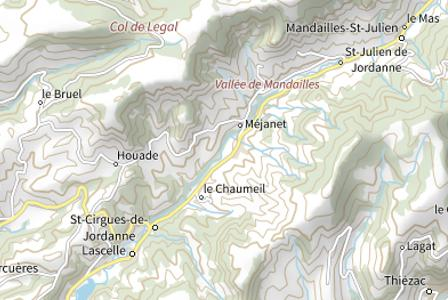 le Mas
Col de Legal
Mandailles-St-Julien
St-Julien de
Jordanne
Vallée de Mandailles
le Bruel
Méjanet
Houade
le Chaumeil
St-Cirgues-de-
Jordanne
Lascelle
Lagat
Thiézac